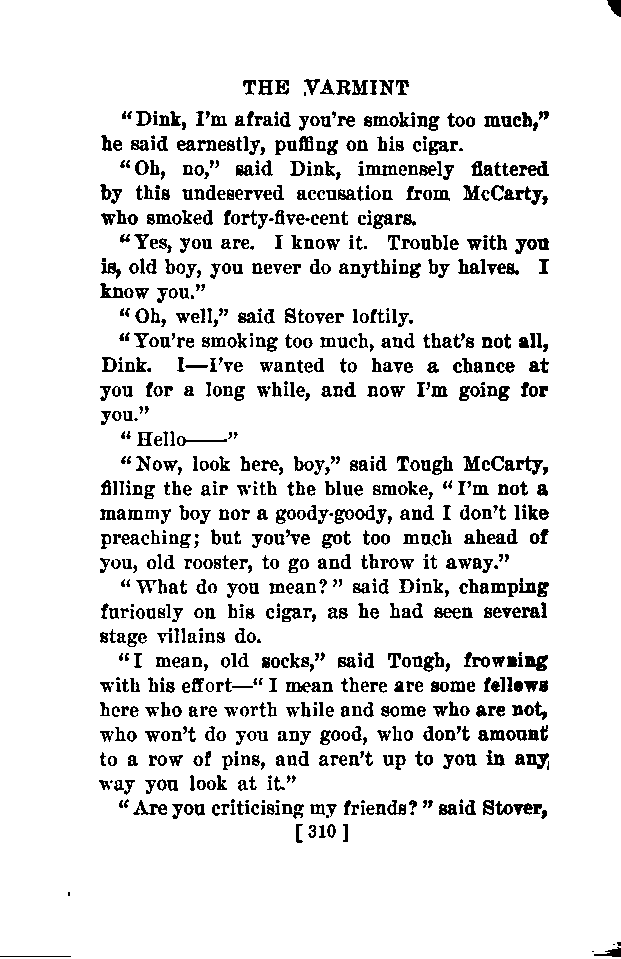 THE VARMINT
"Dink, I'm afraid you're smoking too much,"
he said earnestly, puffing on his cigar.
"Oh, no," said Dink, immensely flattered
by this undeserved accusation from McCarty,
who smoked forty-five-cent cigars.
"Yes, you are. I know it. Trouble with you
is, old boy, you never do anything by halves. I
know you."
"Oh, well," said Stover loftily.
"You're smoking too much, and that's not all,
Dink. I—I've wanted to have a chance at
you for a long while, and now I'm going for
you."
"Hello——"
"Now, look here, boy," said Tough McCarty,
filling the air with the blue smoke, "I'm not a
mammy boy nor a goody-goody, and I don't like
preaching; but you've got too much ahead of
you, old rooster, to go and throw it away."
"What do you mean?" said Dink, champing
furiously on his cigar, as he had seen several
stage villains do.
"I mean, old socks," said Tough, frowning
with his effort—"I mean there are some fellows
here who are worth while and some who are not,
who won't do you any good, who don't amount
to a row of pins, and aren't up to you in any
way you look at it."
"Are you criticising my friends?" said Stover,
[310]